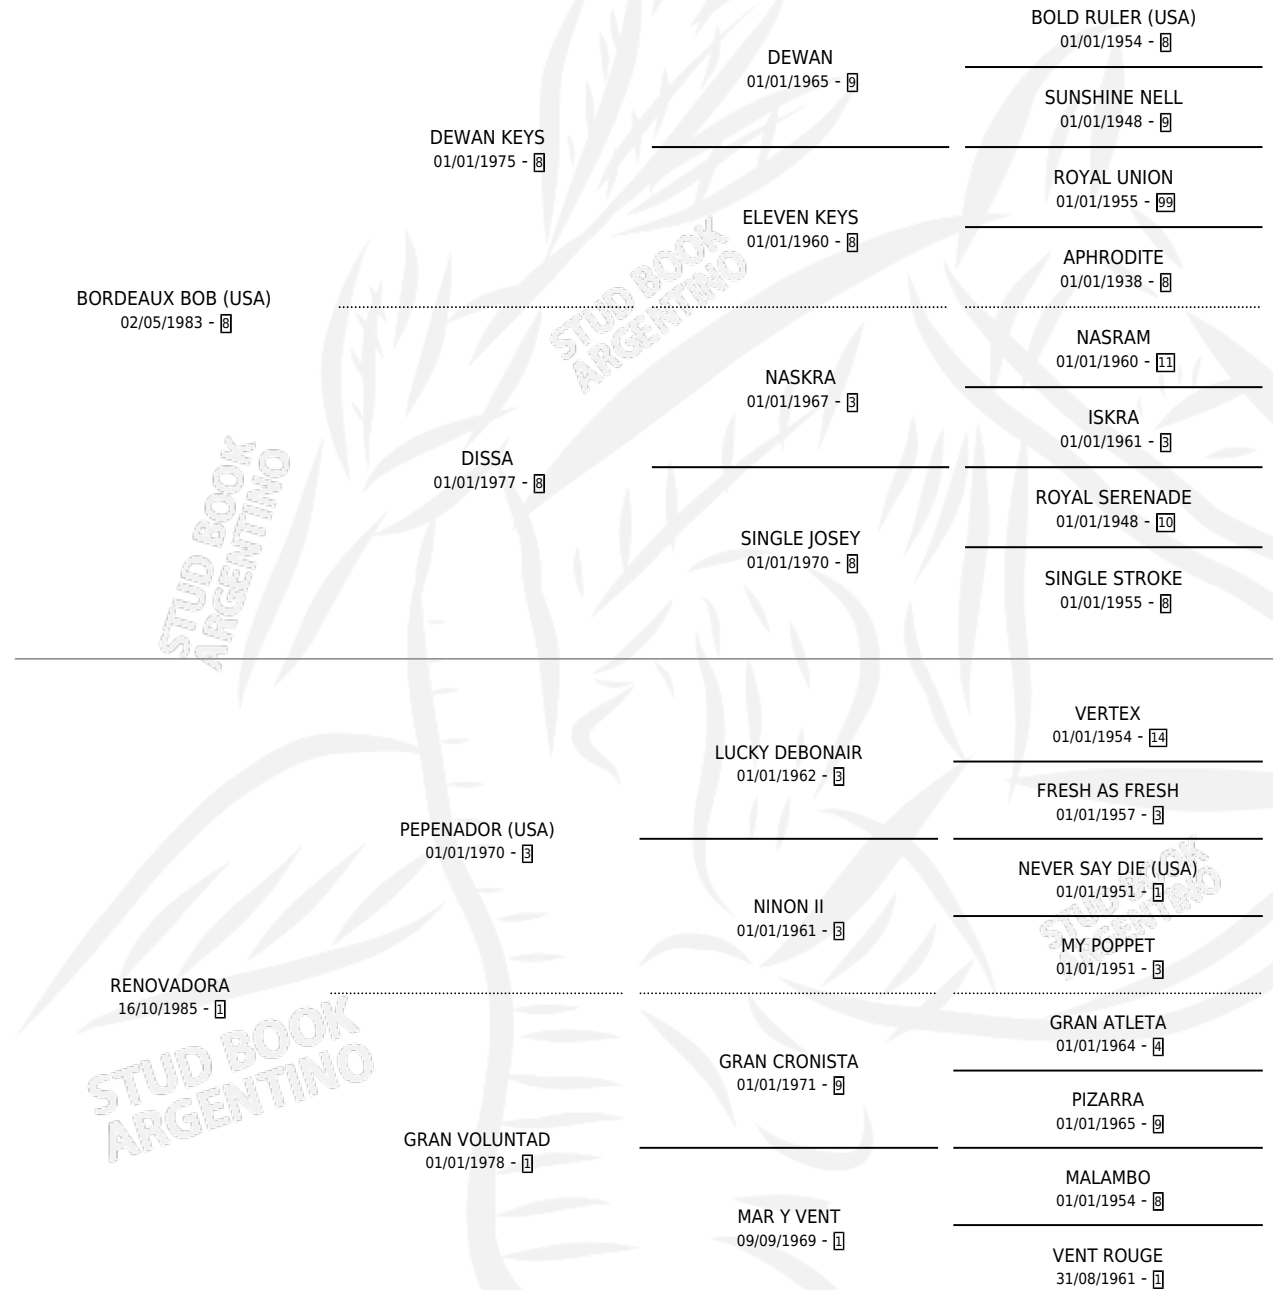 BORDEAUX BOB (USA)
02/05/1983 - 8
DEWAN KEYS
01/01/1975 - 8
DISSA
01/01/1977 - 8
DEWAN
01/01/1965 - 9
ELEVEN KEYS
01/01/1960 - 8
NASKRA
01/01/1967 - 3
SINGLE JOSEY
01/01/1970 - 8
BOLD RULER (USA)
01/01/1954 - 8
SUNSHINE NELL
01/01/1948 - 9
ROYAL UNION
01/01/1955 - 99
APHRODITE
01/01/1938 - 8
NASRAM
01/01/1960 - 11
ISKRA
01/01/1961 - 3
ROYAL SERENADE
01/01/1948 - 10
SINGLE STROKE
01/01/1955 - 8
RENOVADORA
16/10/1985 - 1
PEPENADOR (USA)
01/01/1970 - 3
GRAN VOLUNTAD
01/01/1978 - 1
LUCKY DEBONAIR
01/01/1962 - 3
NINON II
01/01/1961 - 3
GRAN CRONISTA
01/01/1971 - 9
MAR Y VENT
09/09/1969 - 1
VERTEX
01/01/1954 - 14
FRESH AS FRESH
01/01/1957 - 3
NEVER SAY DIE (USA)
01/01/1951 - 1
MY POPPET
01/01/1951 - 3
GRAN ATLETA
01/01/1964 - 4
PIZARRA
01/01/1965 - 9
MALAMBO
01/01/1954 - 8
VENT ROUGE
31/08/1961 - 1
STUD BOOK
ARGENTINO
STUD BOOK
ARGENTINO
STUD BOOK
ARGENTINO
STUD BOOK
ARGENTINO